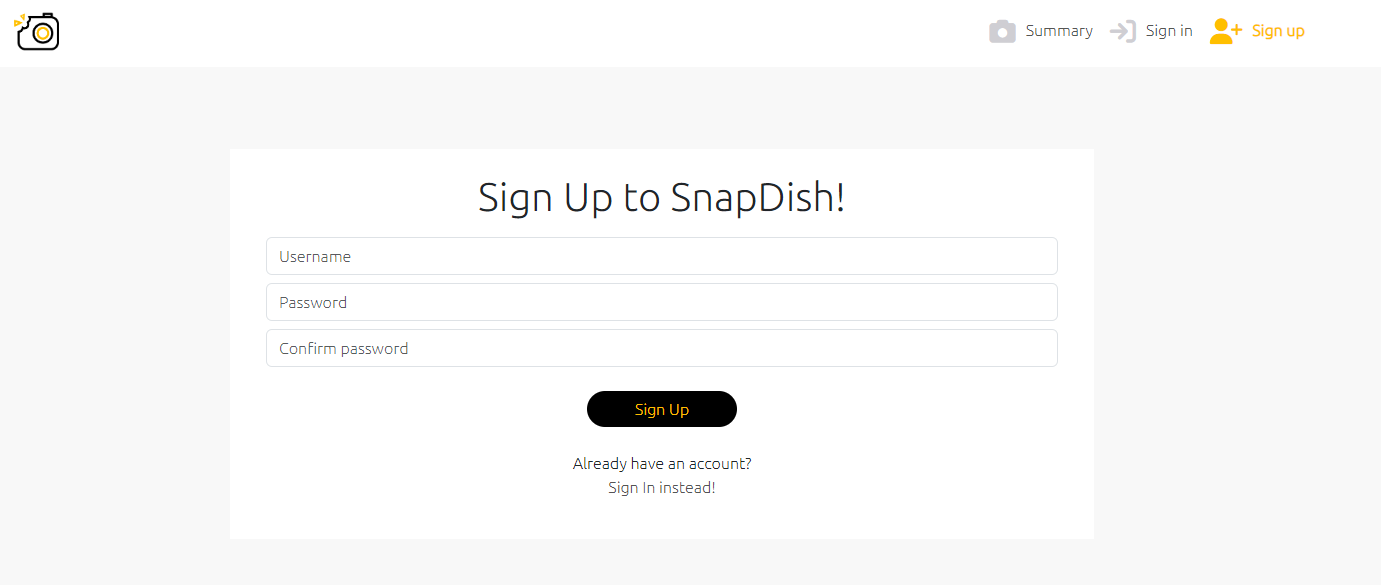 Summary Sign in Sign up
Sign Up to SnapDish!
Username
Password
Confirm password
Sign Up
Already have an account?
Sign In instead!